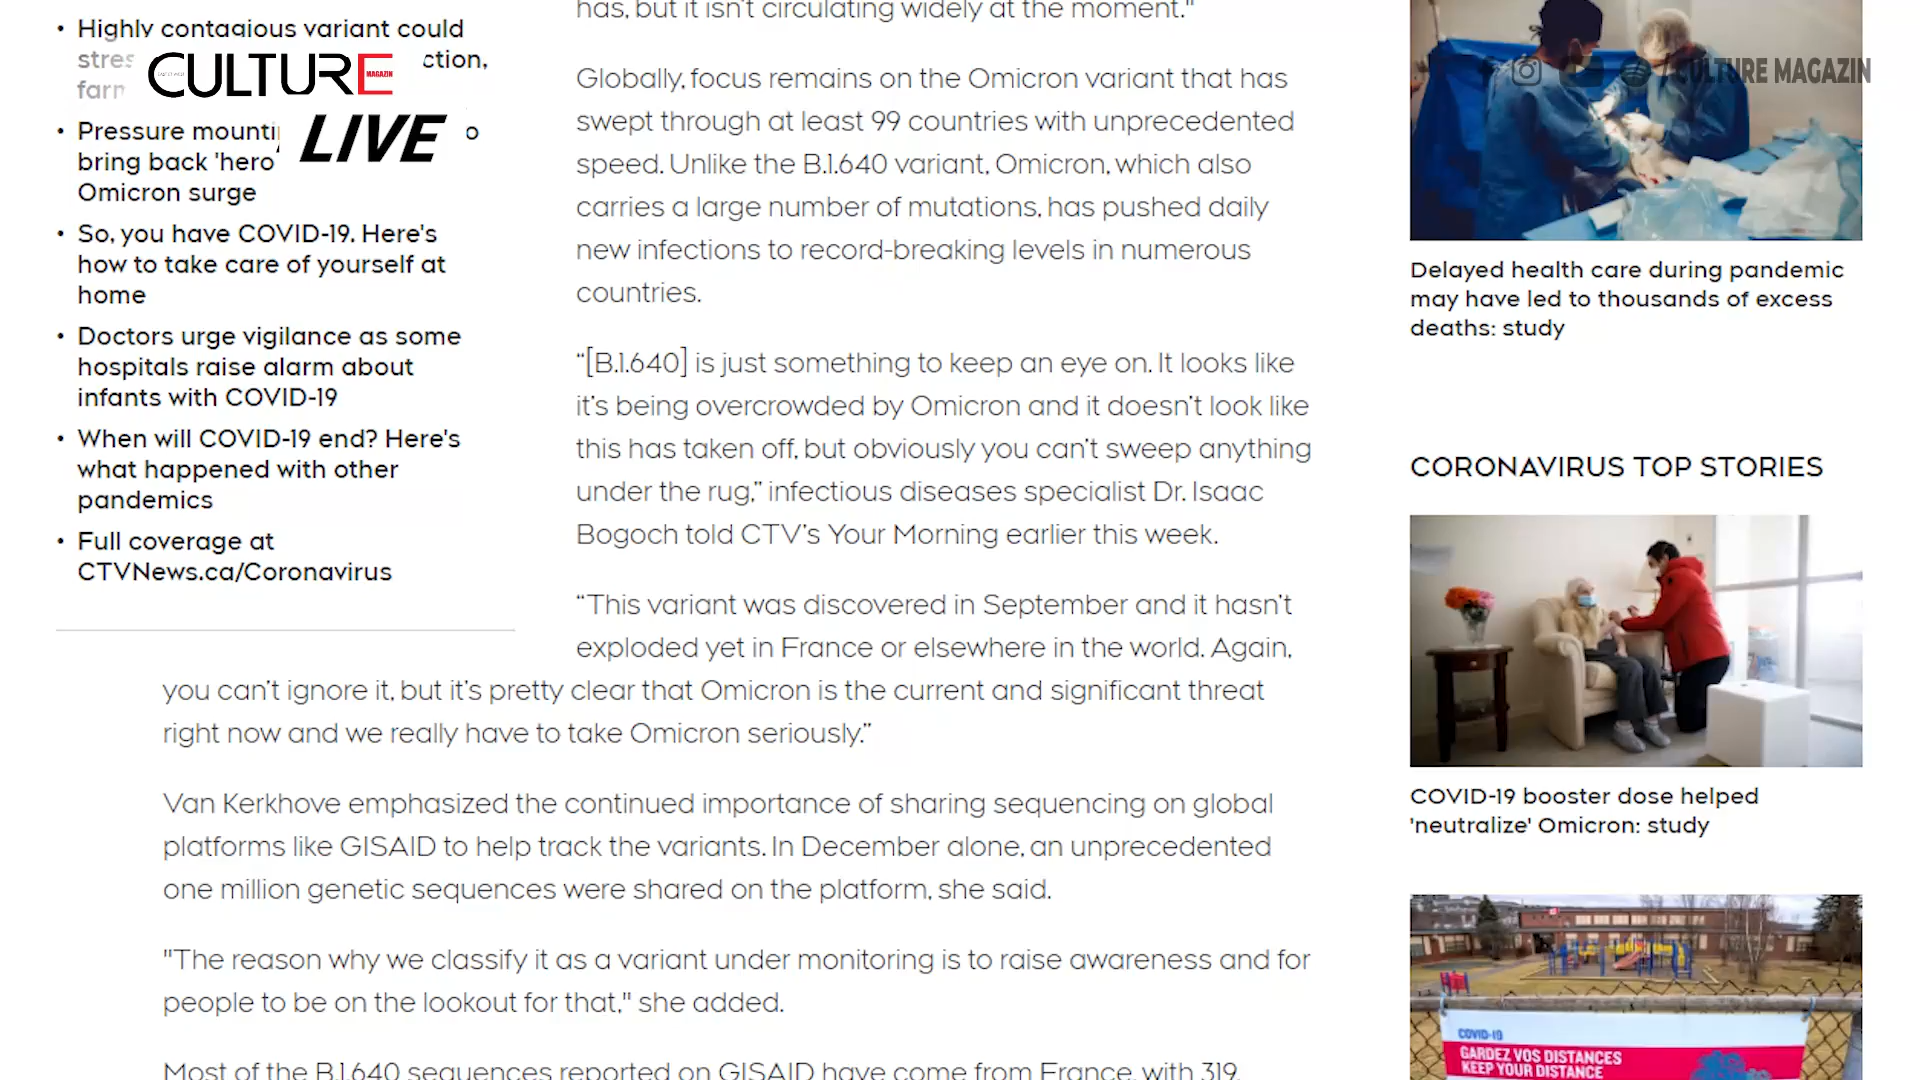 Highly contagious variant could
ction,
CULTURE
MAGAZIN
LIVE
Pressure
bring back 'hero'
Omicron surge
So, you have COVID-19. Here's
how to take care of yourself at
home
Doctors urge vigilance as some
hospitals raise alarm about
infants with COVID-19
When will COVID-19 end? Here's
what happened with other
pandemics
Full coverage at
CTVNews.ca/Coronavirus
has, but it isn't circulating widely at the moment."
Globally, focus remains on the Omicron variant that has
swept through at least 99 countries with unprecedented
speed. Unlike the B.1.640 variant, Omicron, which also
carries a large number of mutations, has pushed daily
new infections to record-breaking levels in numerous
countries.
“[B.1.640] is just something to keep an eye on. It looks like
it’s being overcrowded by Omicron and it doesn’t look like
this has taken off, but obviously you can’t sweep anything
under the rug,” infectious diseases specialist Dr. Isaac
Bogoch told CTV’s Your Morning earlier this week.
“This variant was discovered in September and it hasn’t
exploded yet in France or elsewhere in the world. Again,
you can’t ignore it, but it’s pretty clear that Omicron is the current and significant threat
right now and we really have to take Omicron seriously.”
Van Kerkhove emphasized the continued importance of sharing sequencing on global
platforms like GISAID to help track the variants. In December alone, an unprecedented
one million genetic sequences were shared on the platform, she said.
"The reason why we classify it as a variant under monitoring is to raise awareness and for
people to be on the lookout for that," she added.
Most of the B.1.640 sequences reported on GISAID have come from France, with 319,
/CULTURE MAGAZIN
Delayed health care during pandemic
may have led to thousands of excess
deaths: study
CORONAVIRUS TOP STORIES
COVID-19 booster dose helped
'neutralize' Omicron: study
COVID-19
GARDEZ VOS DISTANCES
KEEP YOUR DISTANCE